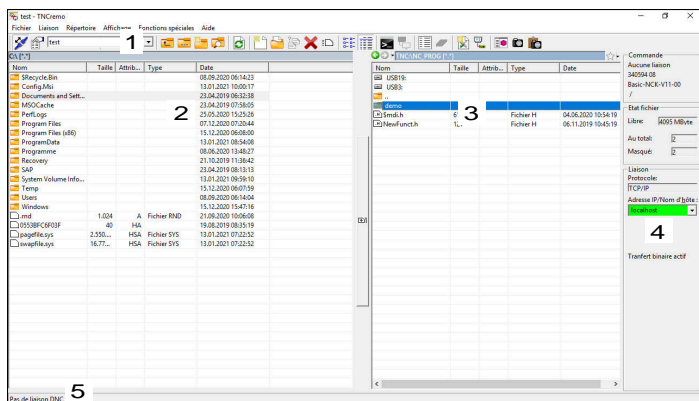 test - TNCremo
Fichier Liaison Répertoire Affichage Fonctions spéciales Aide
test
1
C:\ [*.*]
Nom Taille Attrib... Type Date
$Recycle.Bin 08.09.2020 06:14:23
Config.Msi 13.01.2021 10:00:17
Documents and Sett... 23.04.2019 06:32:38
MSOCache 23.04.2019 07:58:05
PerfLogs 25.05.2020 15:25:26
Program Files 07.12.2020 07:20:44
Program Files (x86) 15.12.2020 06:08:00
ProgramData 13.01.2021 08:54:08
Programme 08.06.2020 13:48:27
Recovery 21.10.2019 11:36:42
SAP 23.04.2019 08:13:13
System Volume Info... 13.01.2021 09:59:10
Temp 15.12.2020 06:07:59
Users 08.09.2020 06:14:04
Windows 15.12.2020 15:47:16
.rnd 1.024 A Fichier RND 21.09.2020 10:06:08
0553BFC6F03F 40 HA 19.08.2019 08:35:19
pagefile.sys 2.550.... HSA Fichier SYS 13.01.2021 07:22:52
swapfile.sys 16.77... HSA Fichier SYS 13.01.2021 07:22:52
2
TNC:\NC_PROG [*.*]
Nom Taille Attrib... Type Date
USB19:
USB3:
..
demo
$mdi.h Fichier H 04.06.2020 10:54:19
NewFunct.h Fichier H 06.11.2019 10:45:19
3
Commande
Aucune liaison
340594 08
Basic-NCK-V11-00
/
Etat fichier
Libre: 4095 MByte
Au total: 2
Masqué: 2
Liaison
Protocole:
TCP/IP
Adresse IP/Nom d'hôte :
localhost
4
Tranfert binaire actif
Pas de liaison DNC
5